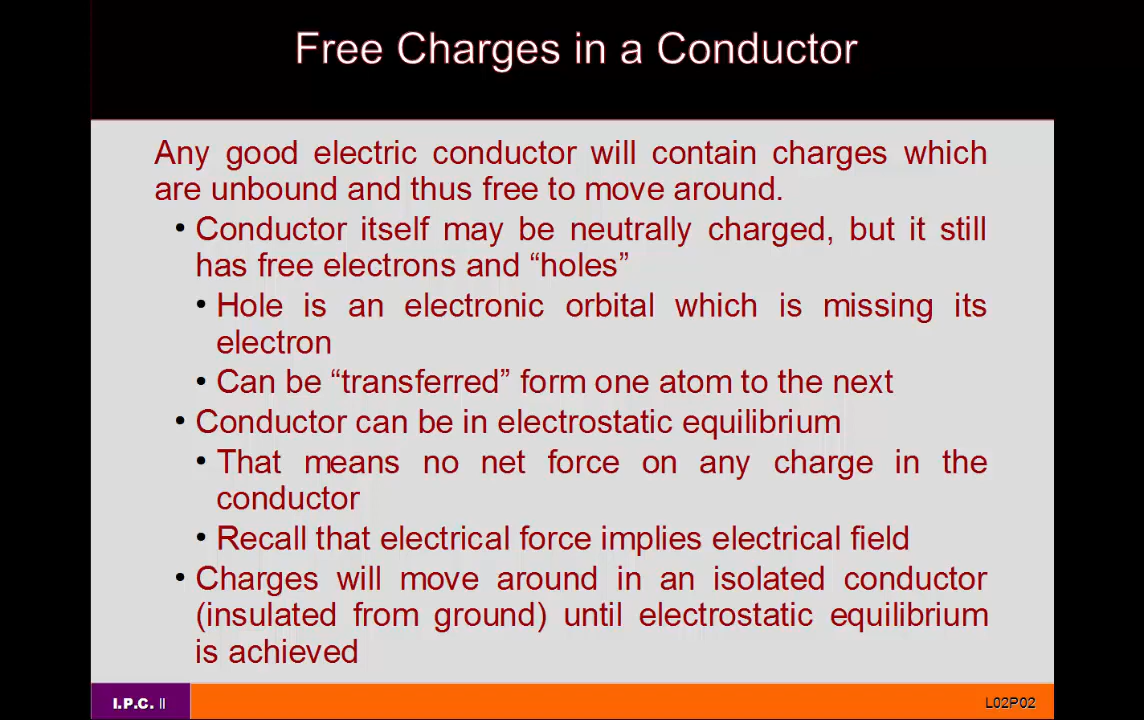 Free Charges in a Conductor
Any good electric conductor will contain charges which
are unbound and thus free to move around.
• Conductor itself may be neutrally charged, but it still
has free electrons and “holes”
• Hole is an electronic orbital which is missing its
electron
• Can be “transferred” form one atom to the next
• Conductor can be in electrostatic equilibrium
• That means no net force on any charge in the
conductor
• Recall that electrical force implies electrical field
• Charges will move around in an isolated conductor
(insulated from ground) until electrostatic equilibrium
is achieved
I.P.C. II
L02P02